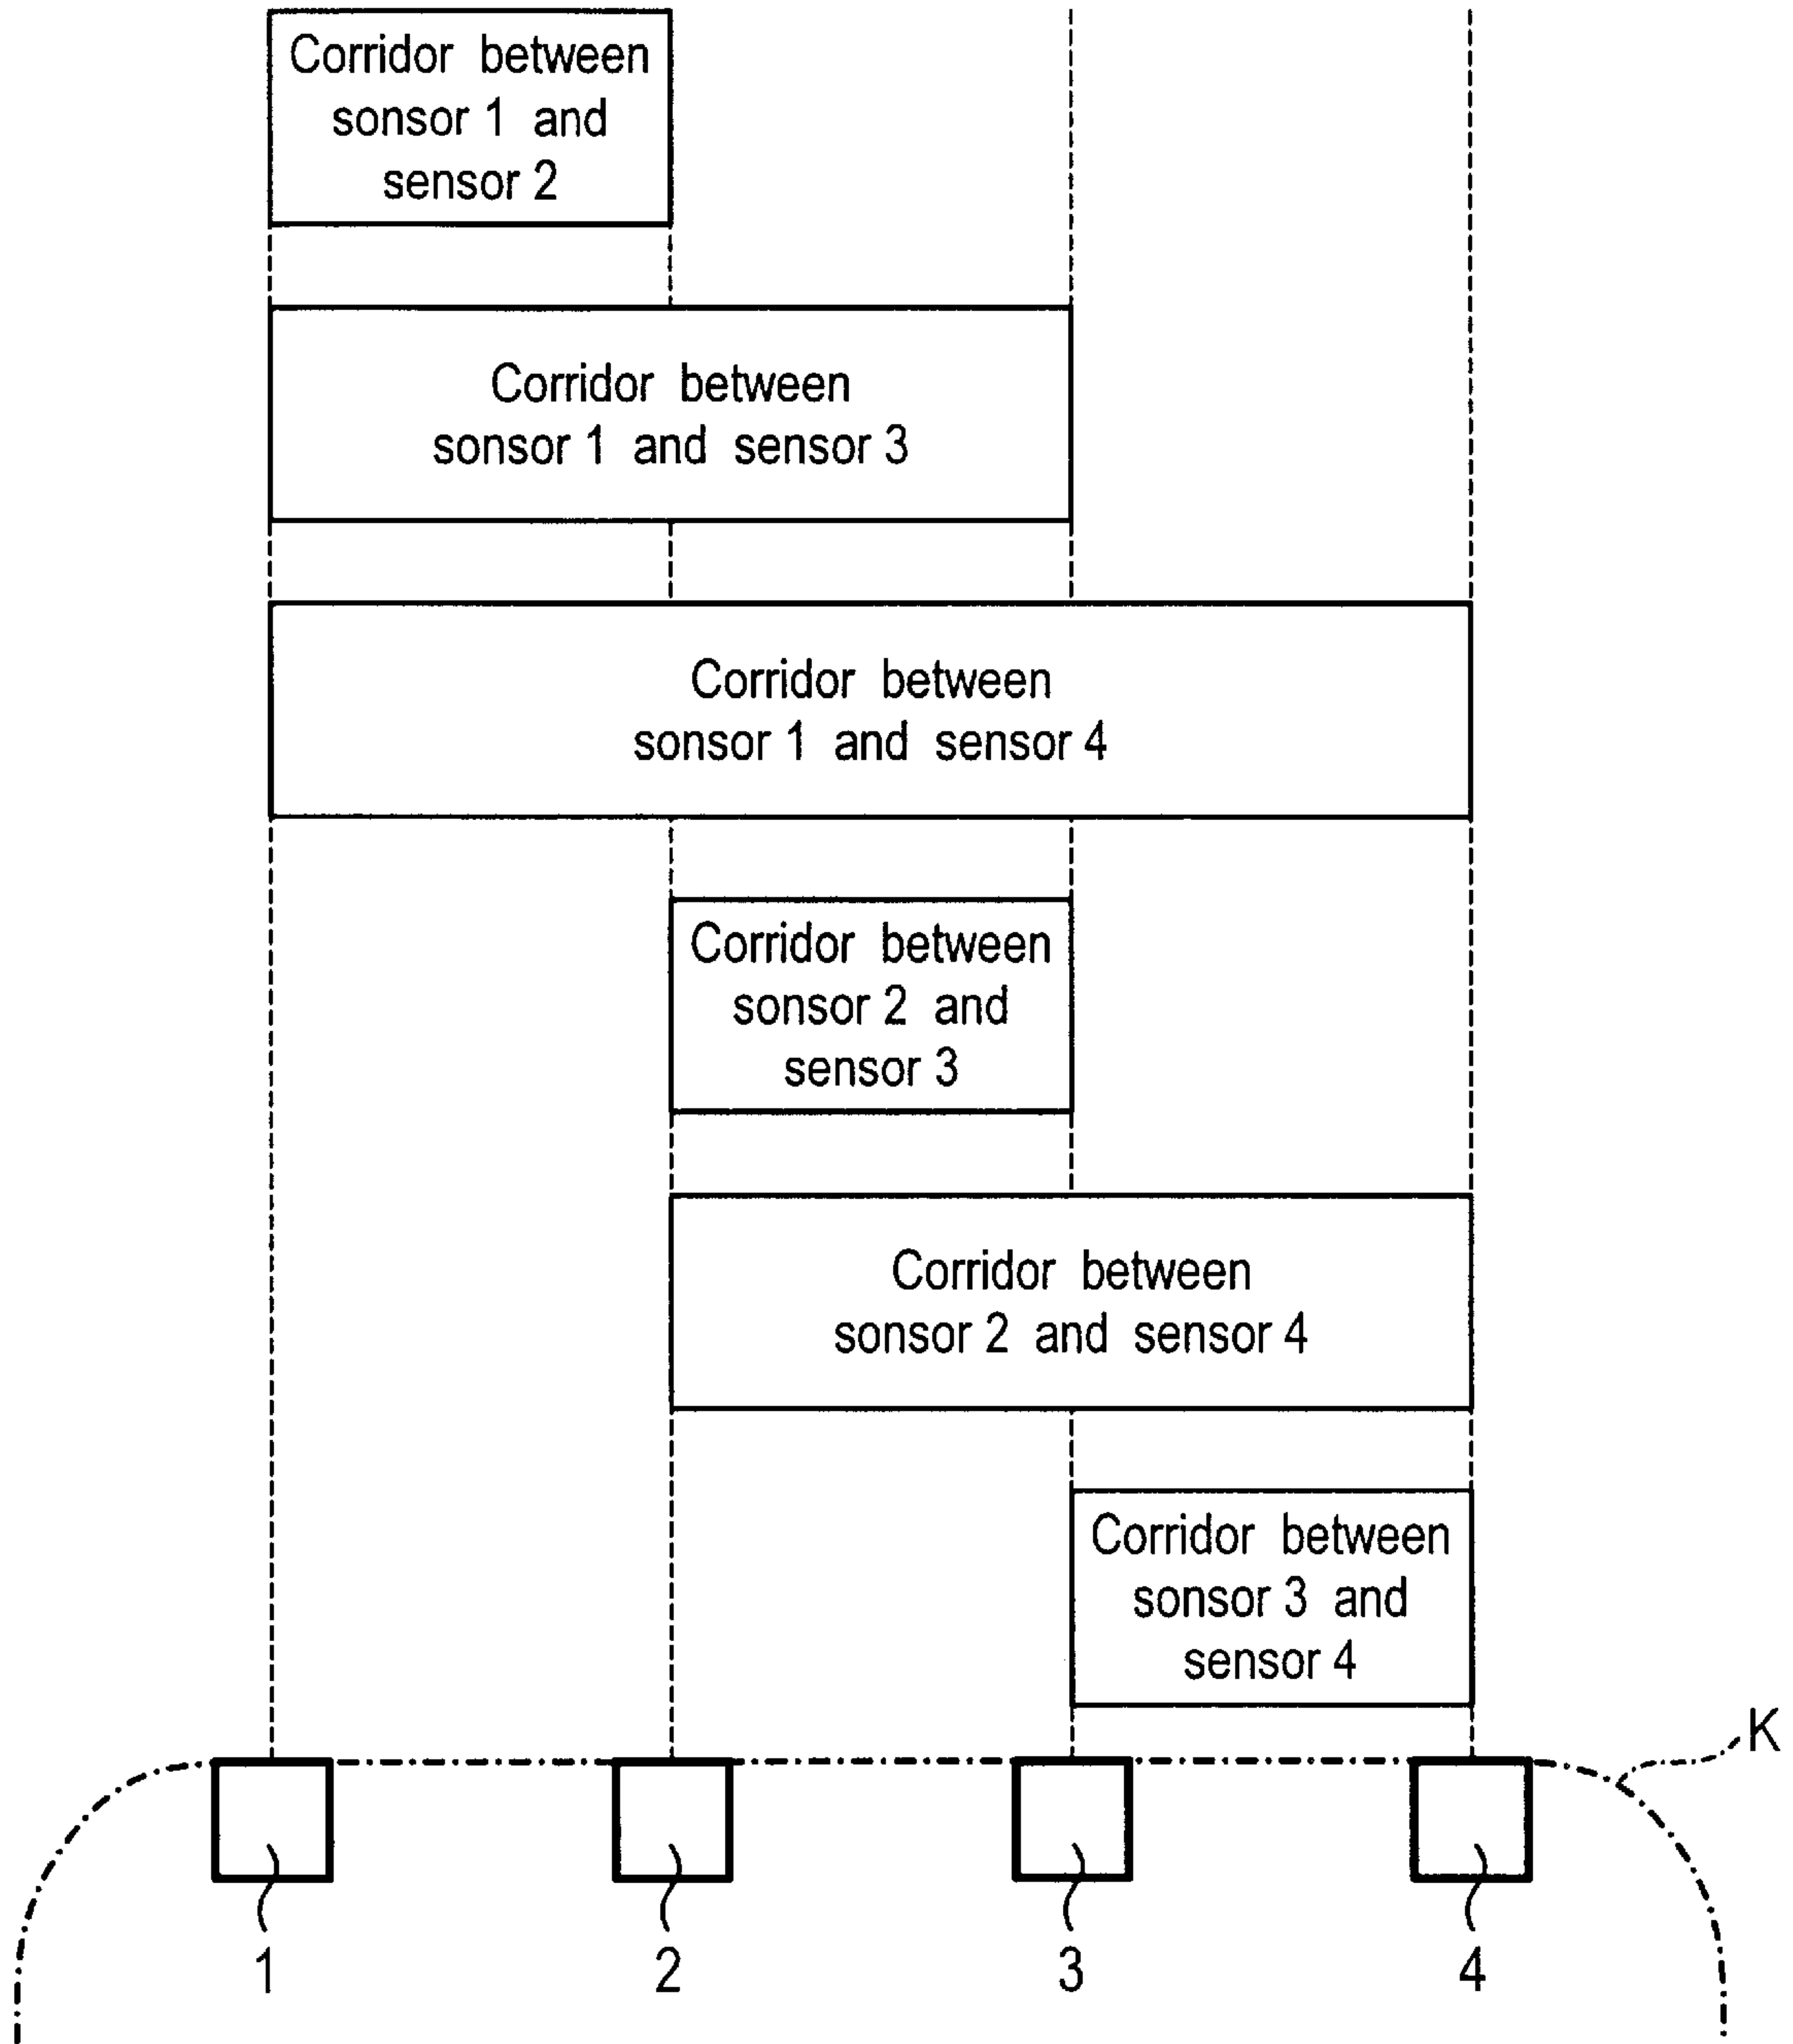 Corridor between
sonsor 1 and
sensor 2
Corridor between
sonsor 1 and sensor 3
Corridor between
sonsor 1 and sensor 4
Corridor between
sonsor 2 and
sensor 3
Corridor between
sonsor 2 and sensor 4
Corridor between
sonsor 3 and
sensor 4
K
1 2 3 4